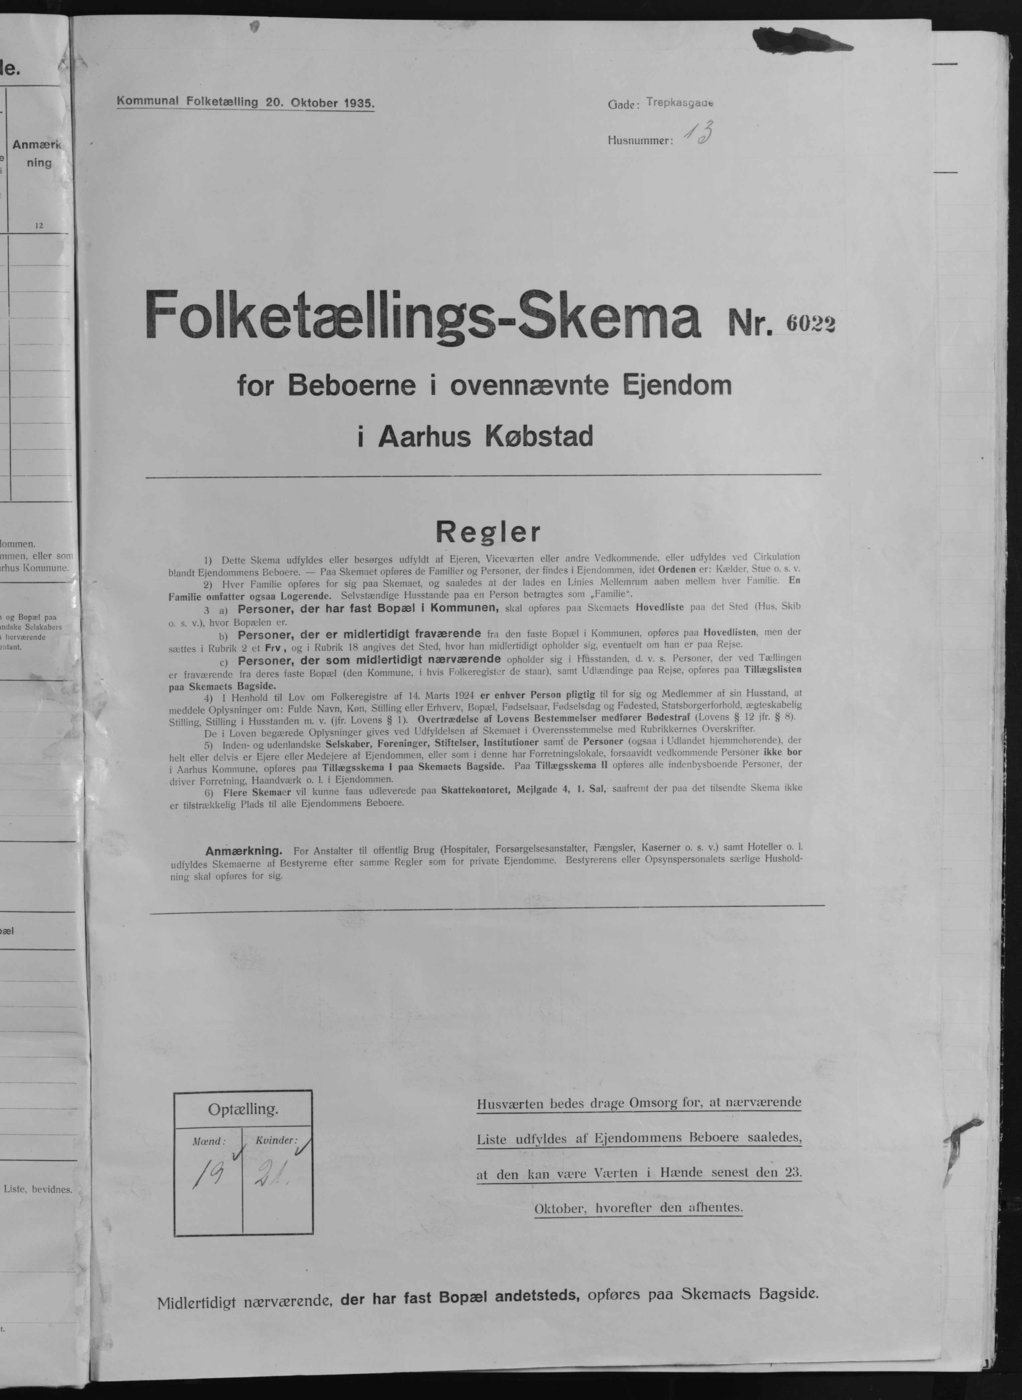 le.
Anmærk
ning
12
Kommunal Folketælling 20. Oktober 1935.
Gade: Trepkasgade
Husnummer: 13
Folketællings-Skema Nr. 6022
for Beboerne i ovennævnte Ejendom
i Aarhus Købstad
Regler
1) Dette Skema udfyldes eller besørges udfyldt af Ejeren, Viceværten eller andre Vedkommende, eller udfyldes ved Cirkulation
blandt Ejendommens Beboere. — Paa Skemaet opføres de Familier og Personer, der findes i Ejendommen, idet Ordenen er: Kælder, Stue o. s. v.
2) Hver Familie opføres for sig paa Skemaet, og saaledes at der lades en Linies Mellemrum aaben mellem hver Familie. En
Familie omfatter ogsaa Logerende. Selvstændige Husstande paa en Person betragtes som „Familie".
3 a) Personer, der har fast Bopæl i Kommunen, skal opføres paa Skemaets Hovedliste paa det Sted (Hus, Skib
o. s. v.), hvor Bopælen er.
b) Personer, der er midlertidigt fraværende fra den faste Bopæl i Kommunen, opføres paa Hovedlisten, men der
sættes i Rubrik 2 et Frv, og i Rubrik 18 angives det Sted, hvor han midlertidigt opholder sig, eventuelt om han er paa Rejse.
c) Personer, der som midlertidigt nærværende opholder sig i Husstanden, d. v. s. Personer, der ved Tællingen
er fraværende fra deres faste Bopæl (den Kommune, i hvis Folkeregister de staar), samt Udlændinge paa Rejse, opføres paa Tillægslisten
paa Skemaets Bagside.
4) I Henhold til Lov om Folkeregistre af 14. Marts 1924 er enhver Person pligtig til for sig og Medlemmer af sin Husstand, at
meddele Oplysninger om: Fulde Navn, Køn, Stilling eller Erhverv, Bopæl, Fødselsaar, Fødselsdag og Fødested, Statsborgerforhold, ægteskabelig
Stilling, Stilling i Husstanden m. v. (jfr. Lovens § 1). Overtrædelse af Lovens Bestemmelser medfører Bødestraf (Lovens § 12 jfr. § 8).
De i Loven begærede Oplysninger gives ved Udfyldelsen af Skemaet i Overensstemmelse med Rubrikkernes Overskrifter.
5) Inden- og udenlandske Selskaber, Foreninger, Stiftelser, Institutioner samt de Personer (ogsaa i Udlandet hjemmehørende), der
helt eller delvis er Ejere eller Medejere af Ejendommen, eller som i denne har Forretningslokale, forsaavidt vedkommende Personer ikke bor
i Aarhus Kommune, opføres paa Tillægsskema I paa Skemaets Bagside. Paa Tillægsskema II opføres alle indenbysboende Personer, der
driver Forretning, Haandværk o. l. i Ejendommen.
6) Flere Skemaer vil kunne faas udleverede paa Skattekontoret, Mejlgade 4, 1. Sal, saafremt der paa det tilsendte Skema ikke
er tilstrækkelig Plads til alle Ejendommens Beboere.
Anmærkning. For Anstalter til offentlig Brug (Hospitaler, Forsørgelsesanstalter, Fængsler, Kaserner o. s. v.) samt Hoteller o. l.
udfyldes Skemaerne af Bestyrerne efter samme Regler som for private Ejendomme. Bestyrerens eller Opsynspersonalets særlige Hushold-
ning skal opføres for sig.
lommen.
mmen, eller som
rhus Kommune.
og Bopæl paa
ndske Selskabers
herværende
Liste, bevidnes.
Optælling.
Mænd: Kvinder:
19 21.
Husværten bedes drage Omsorg for, at nærværende
Liste udfyldes af Ejendommens Beboere saaledes,
at den kan være Værten i Hænde senest den 23.
Oktober, hvorefter den afhentes.
Midlertidigt nærværende, der har fast Bopæl andetsteds, opføres paa Skemaets Bagside.